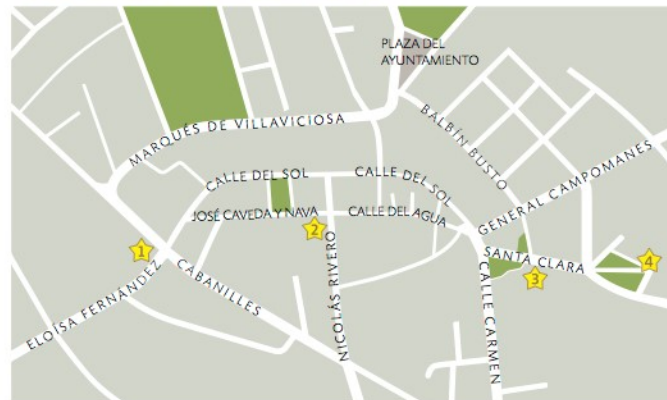 PLAZA DEL
AYUNTAMIENTO
MARQUÉS DE VILLAVICIOSA
BALBÍN BUSTO
CALLE DEL SOL
CALLE DEL SOL
GENERAL CAMPOMANES
JOSÉ CAVEDA Y NAVA
CALLE DEL AGUA
2
1
SANTA CLARA
4
3
ELOÍSA FERNÁNDEZ
CABANILLES
NICOLÁS RIVERO
CALLE CARMEN